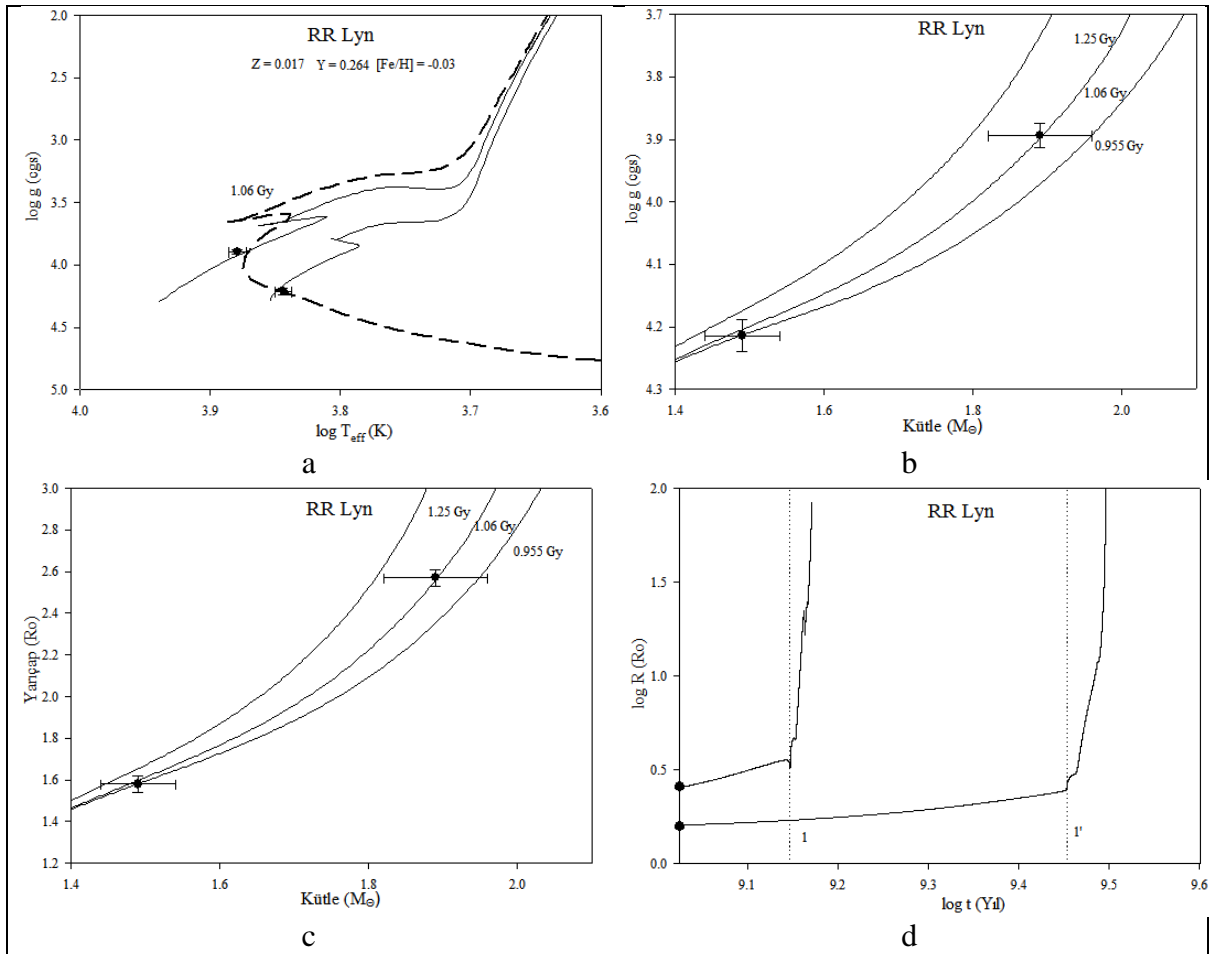 RR Lyn
Z = 0.017 Y = 0.264 [Fe/H] = -0.03
1.06 Gy
log g (cgs)
2.0
2.5
3.0
3.5
4.0
4.5
5.0
4.0 3.9 3.8 3.7 3.6
log T_eff (K)
a
RR Lyn
1.25 Gy
1.06 Gy
0.955 Gy
log g (cgs)
3.7
3.8
3.9
4.0
4.1
4.2
4.3
1.4 1.6 1.8 2.0
Kütle (M⊙)
b
RR Lyn
1.25 Gy
1.06 Gy
0.955 Gy
Yarıçap (Ro)
3.0
2.8
2.6
2.4
2.2
2.0
1.8
1.6
1.4
1.2
1.4 1.6 1.8 2.0
Kütle (M⊙)
c
RR Lyn
log R (Ro)
2.0
1.5
1.0
0.5
0.0
1
1'
9.1 9.2 9.3 9.4 9.5 9.6
log t (Yıl)
d